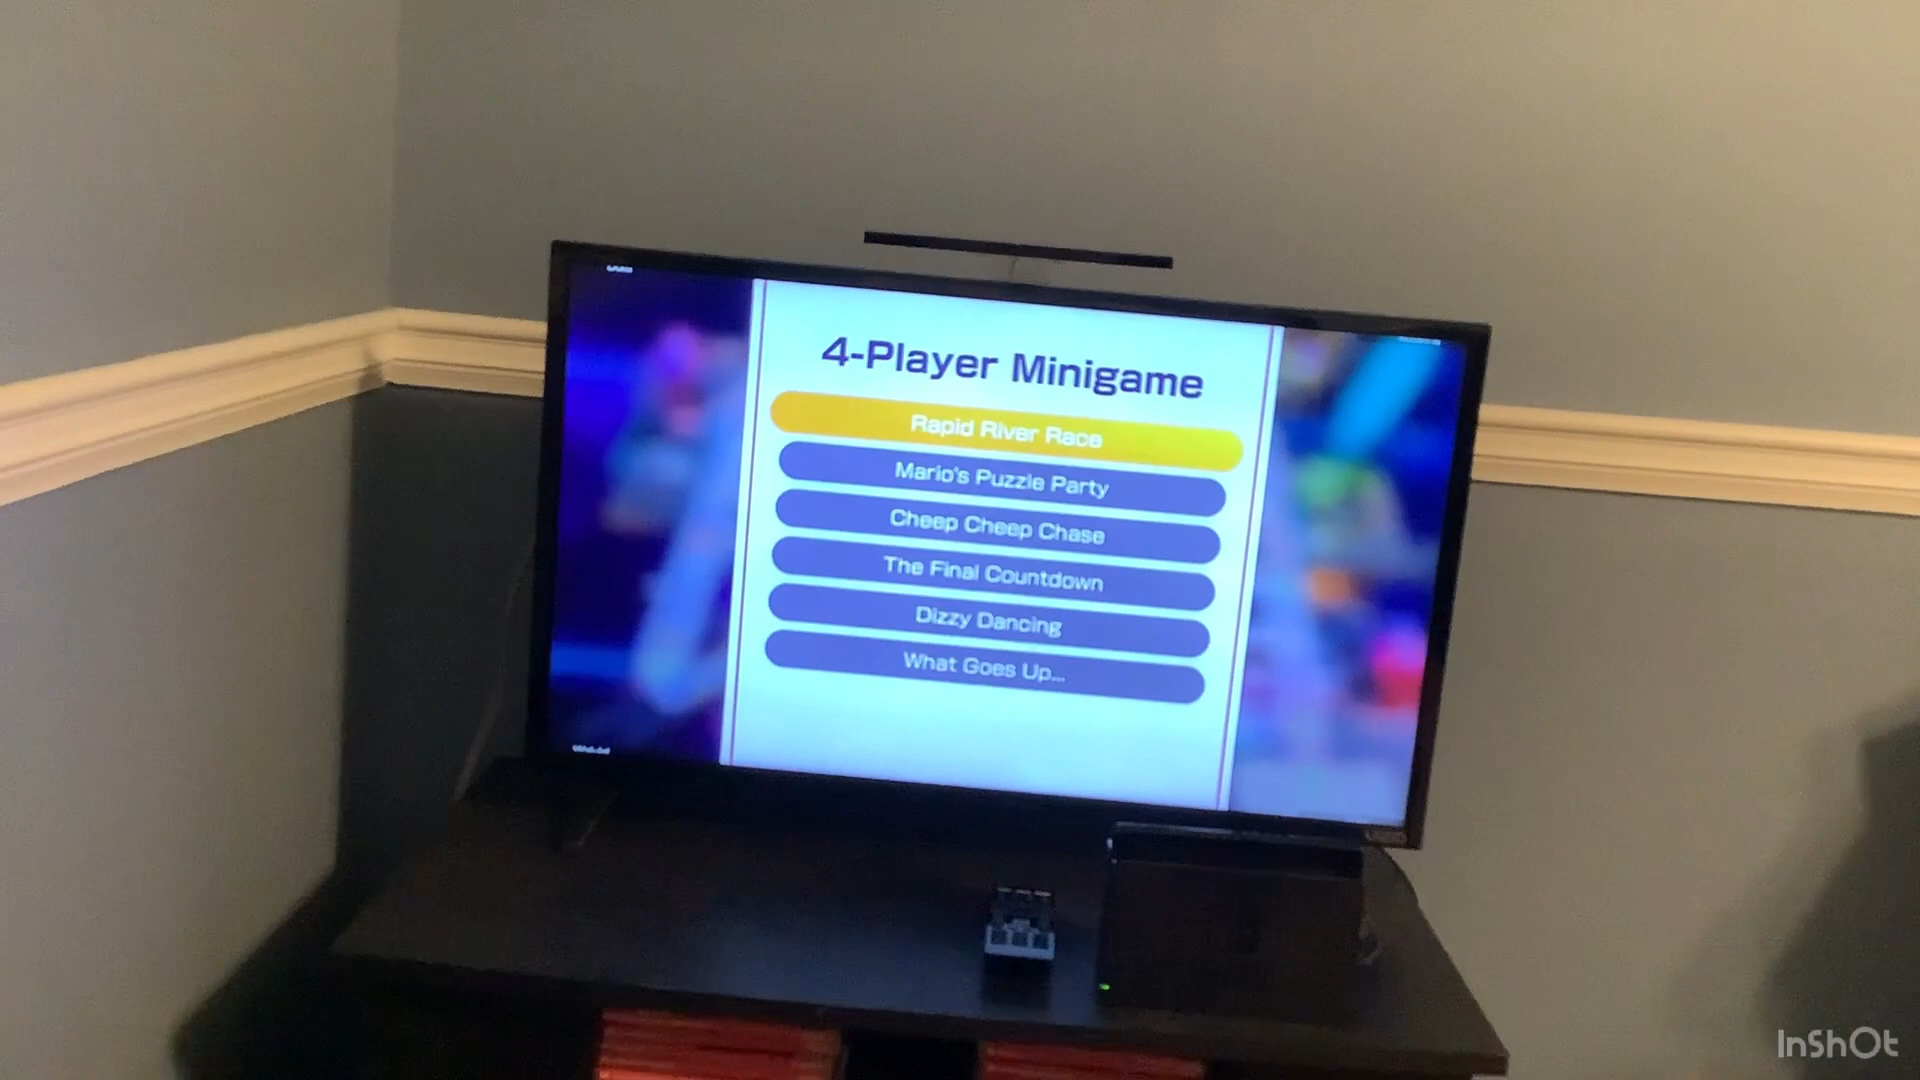 4-Player Minigame
Rapid River Race
Mario's Puzzle Party
Cheep Cheep Chase
The Final Countdown
Dizzy Dancing
What Goes Up...
InShOt